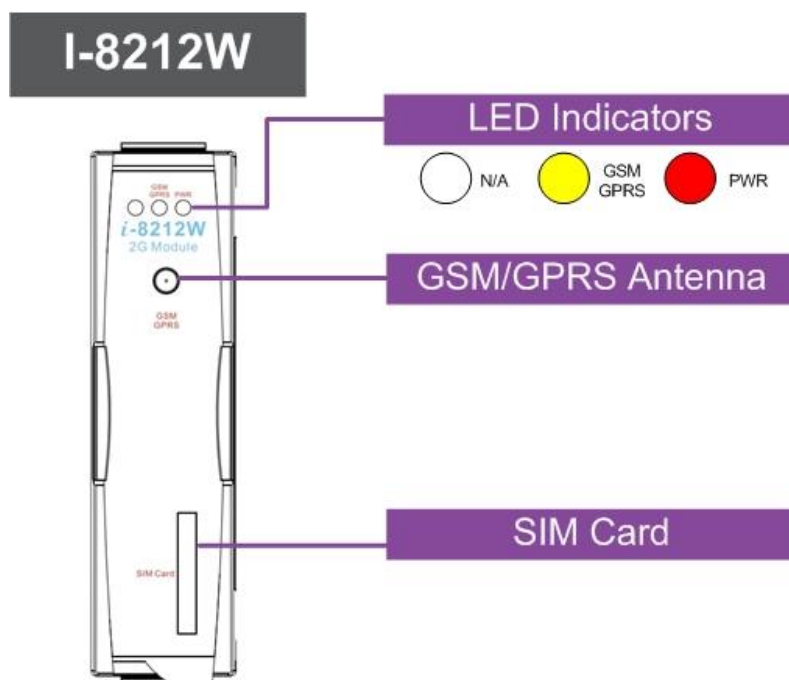 I-8212W
LED Indicators
N/A
GSM
GPRS
PWR
GSM
GPRS PWR
i-8212W
2G Module
GSM/GPRS Antenna
GSM
GPRS
SIM Card
SIM Card